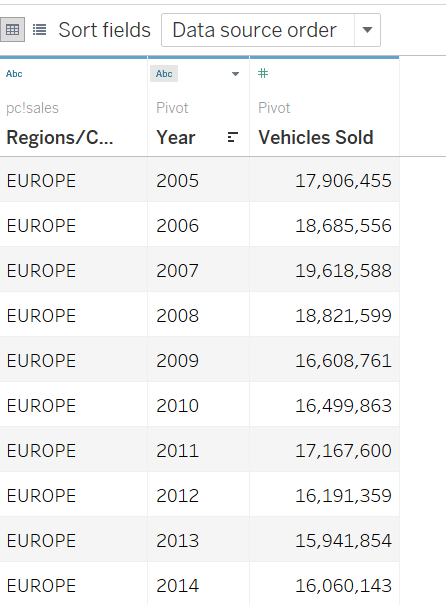 Sort fields Data source order
Abc Abc #
pc!sales Pivot Pivot
Regions/C... Year Vehicles Sold
EUROPE 2005 17,906,455
EUROPE 2006 18,685,556
EUROPE 2007 19,618,588
EUROPE 2008 18,821,599
EUROPE 2009 16,608,761
EUROPE 2010 16,499,863
EUROPE 2011 17,167,600
EUROPE 2012 16,191,359
EUROPE 2013 15,941,854
EUROPE 2014 16,060,143